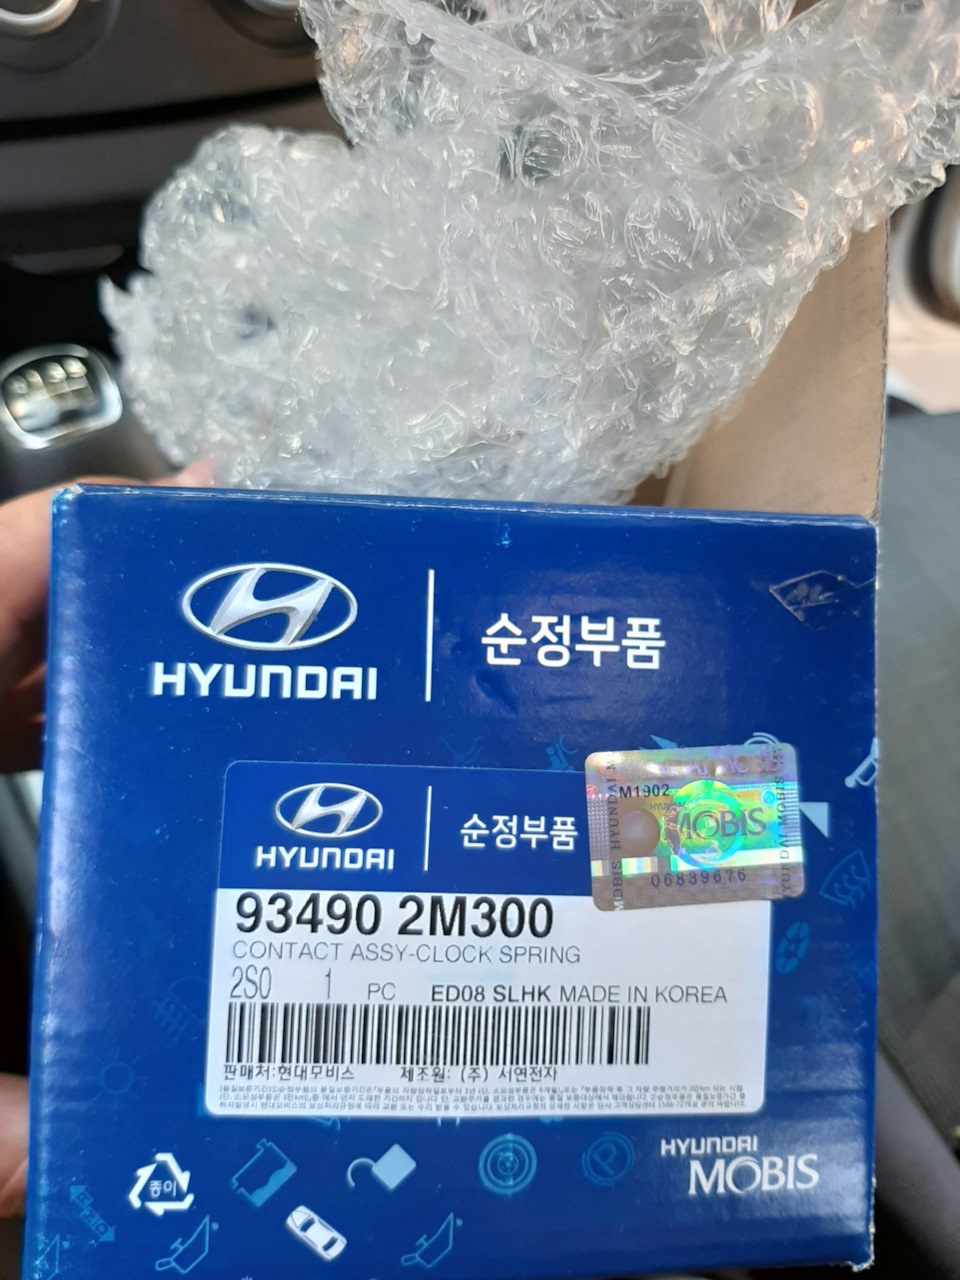 HYUNDAI
순정부품
HYUNDAI
순정부품
M1902
HYUNDAI
MOBIS
06839676
93490 2M300
CONTACT ASSY-CLOCK SPRING
2S0 1 PC ED08 SLHK MADE IN KOREA
판매처:현대모비스 제조원: (주) 서연전자
종이
HYUNDAI
MOBIS